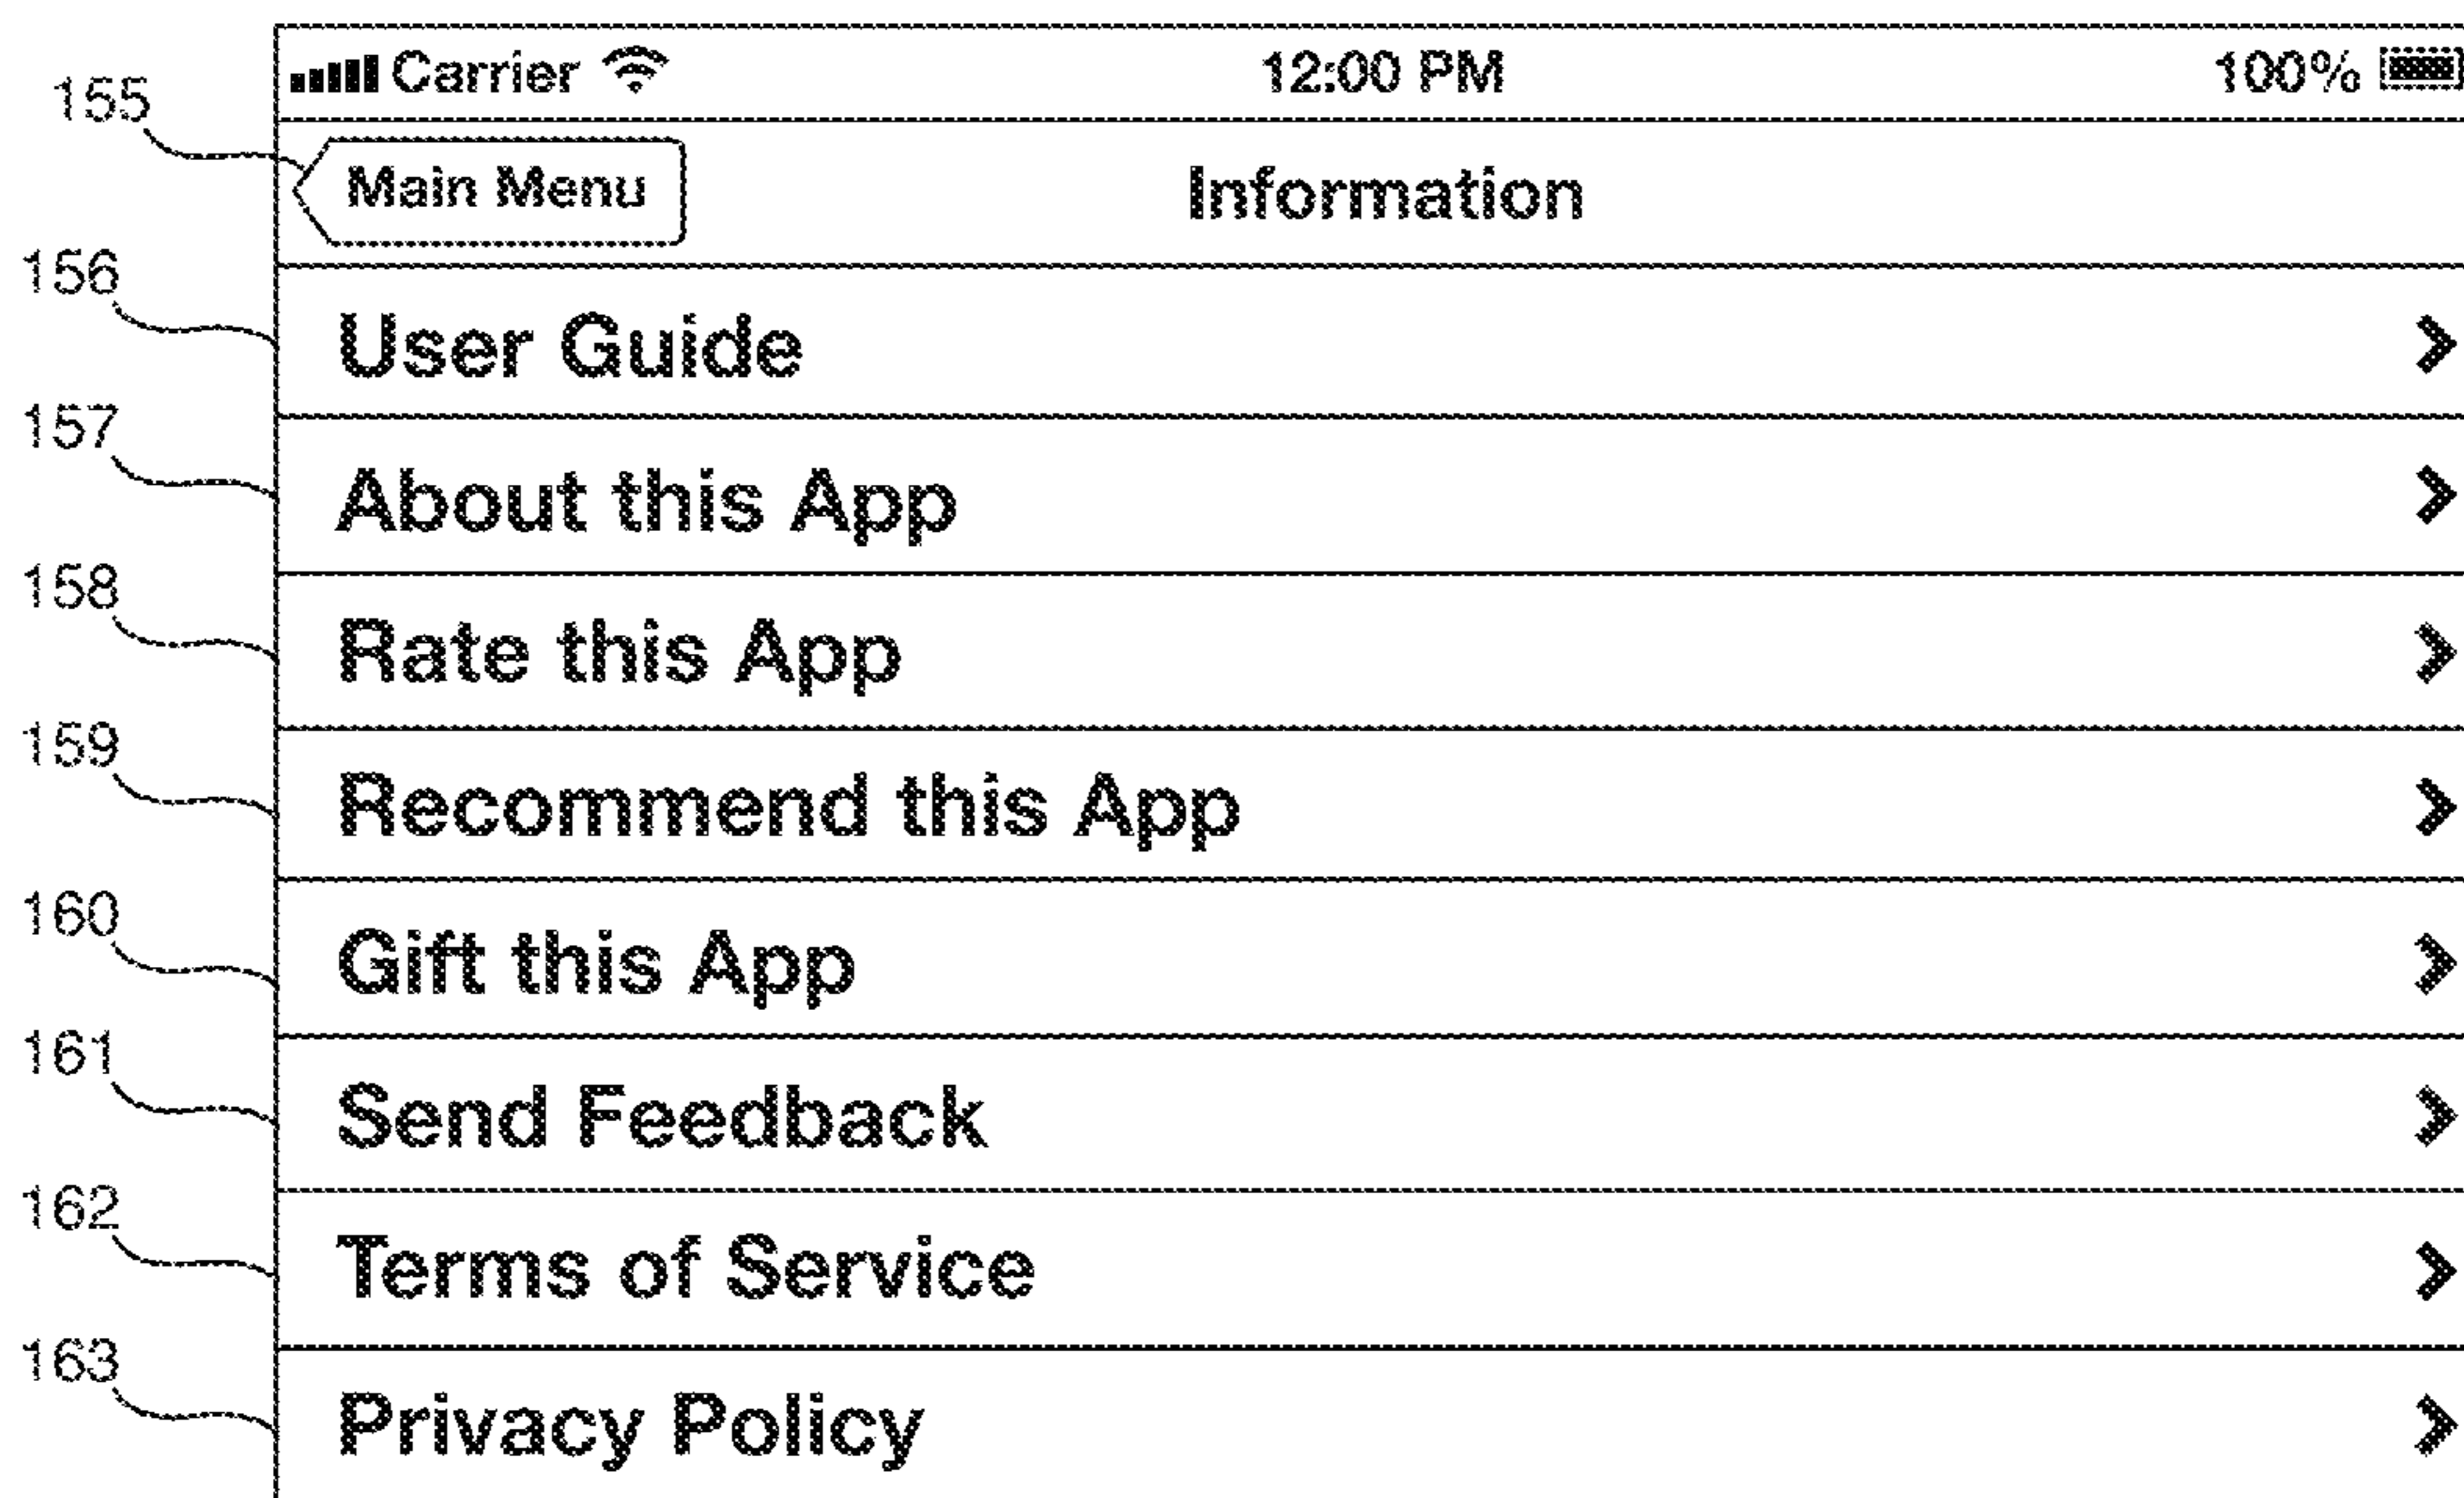 Carrier 12:00 PM 100%
155
Main Menu Information
156
User Guide
157
About this App
158
Rate this App
159
Recommend this App
160
Gift this App
161
Send Feedback
162
Terms of Service
163
Privacy Policy